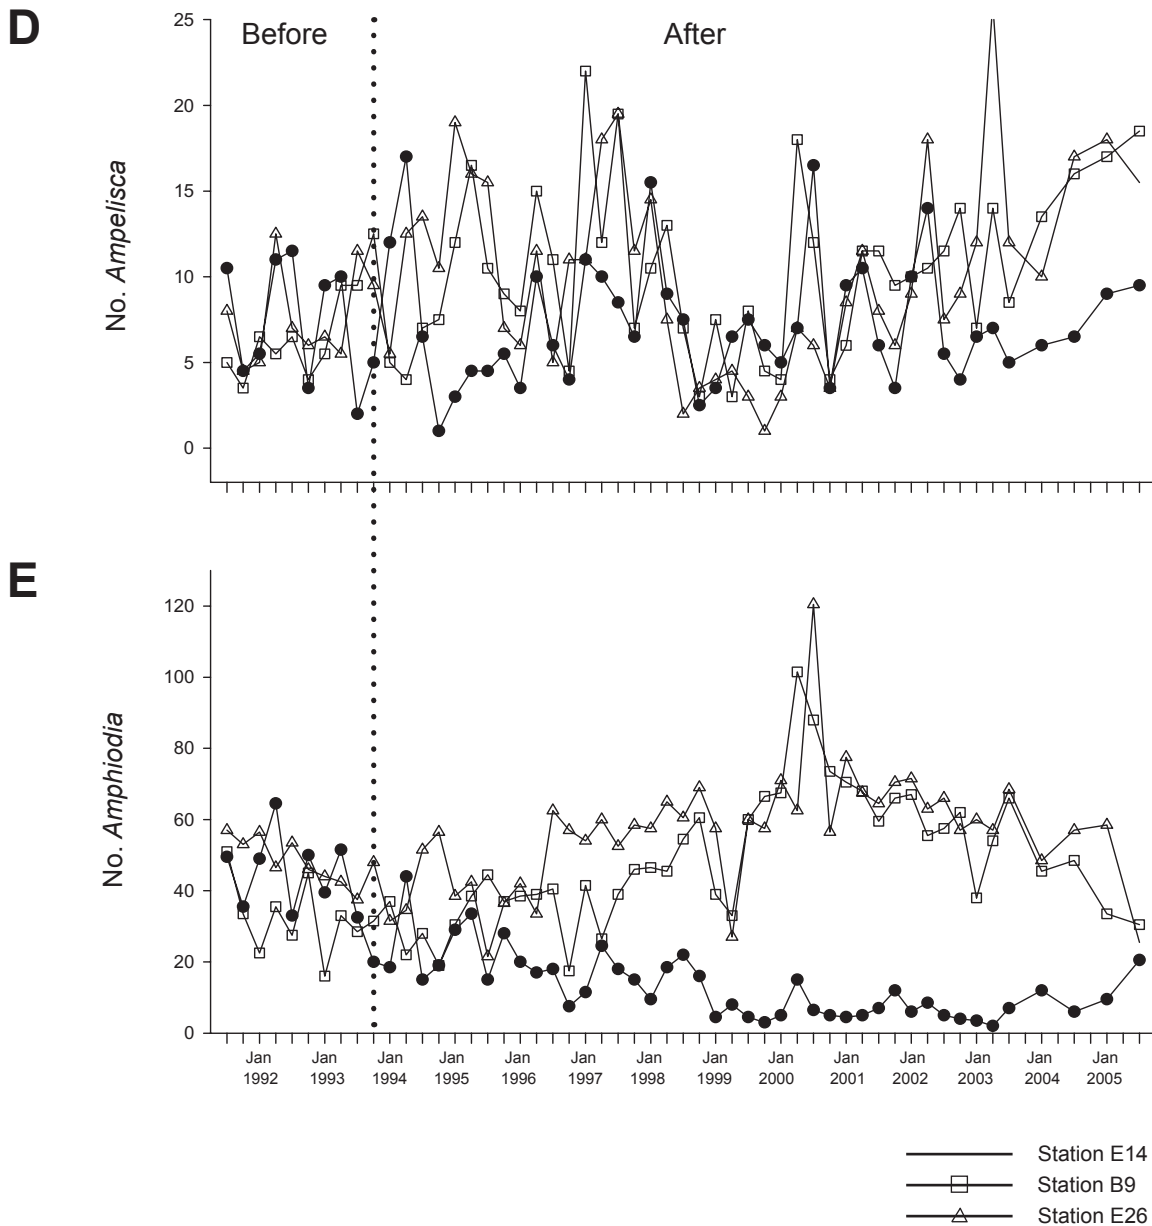 D
Before
After
No. Ampelisca
25
20
15
10
5
0
E
No. Amphiodia
120
100
80
60
40
20
0
Jan Jan Jan Jan Jan Jan Jan Jan Jan Jan Jan Jan Jan Jan
1992 1993 1994 1995 1996 1997 1998 1999 2000 2001 2002 2003 2004 2005
Station E14
Station B9
Station E26